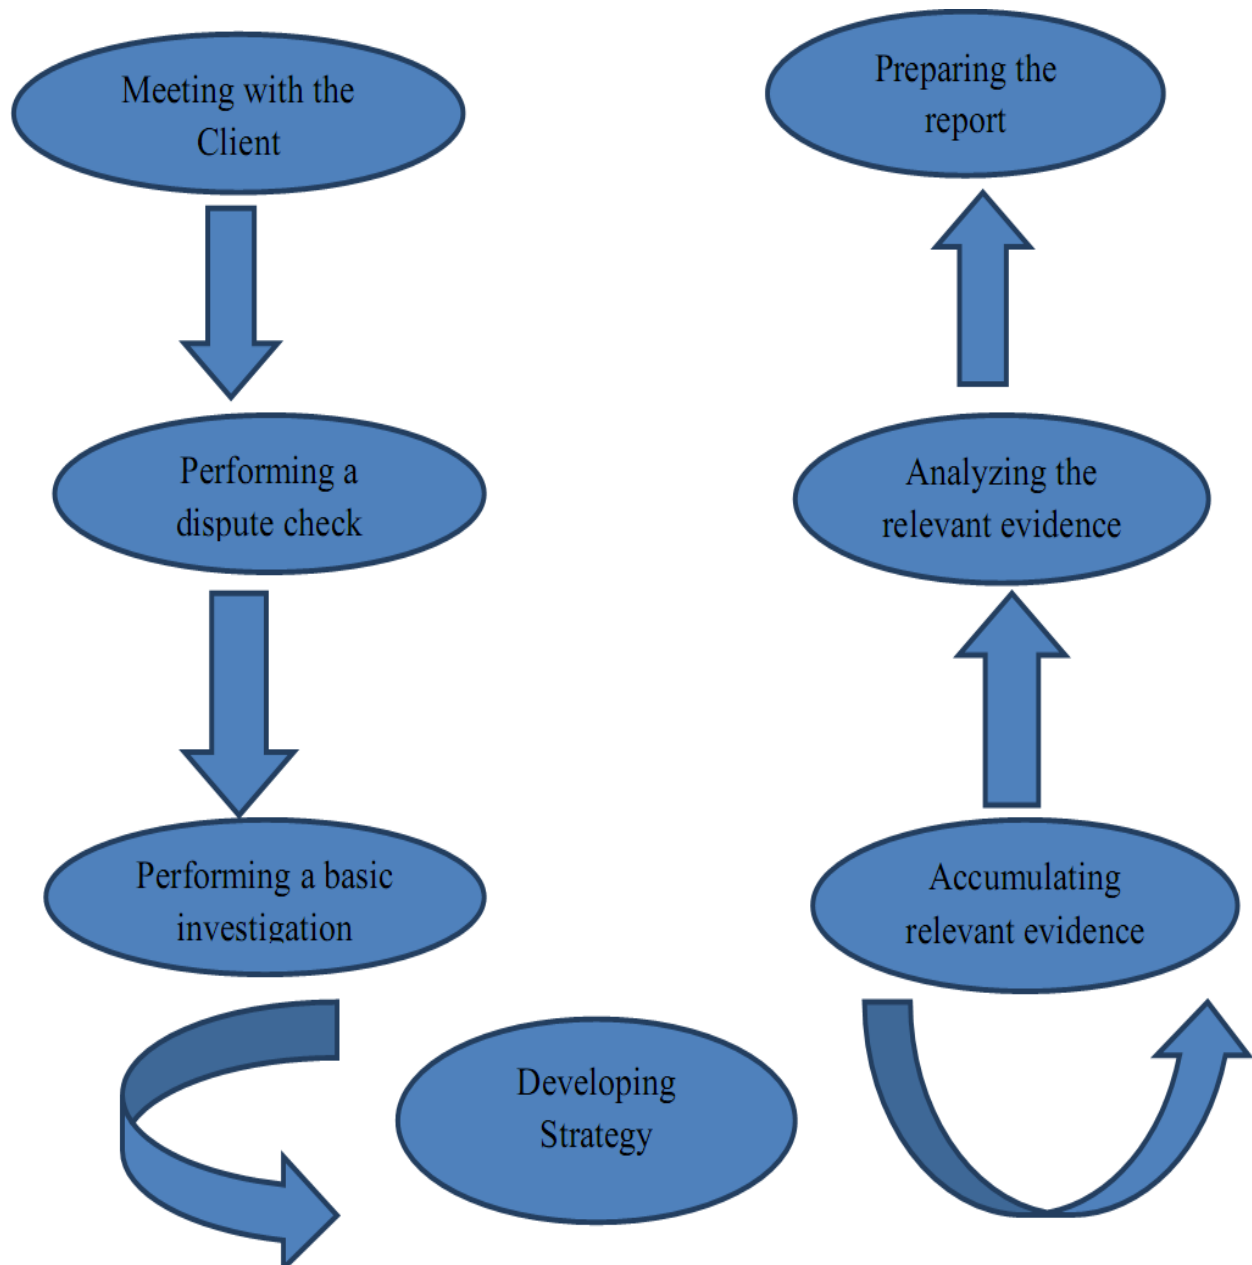 Meeting with the
Client
Performing a
dispute check
Performing a basic
investigation
Developing
Strategy
Accumulating
relevant evidence
Analyzing the
relevant evidence
Preparing the
report